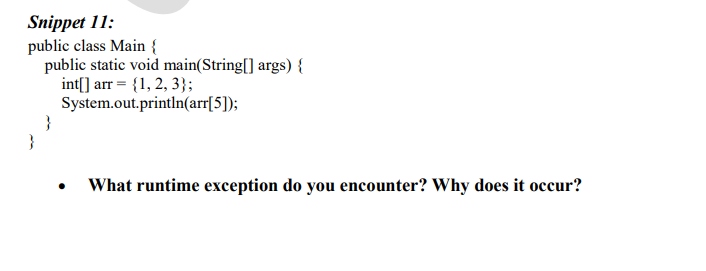 Snippet 11:
public class Main {
public static void main(String[] args) {
int[] arr = {1, 2, 3};
System.out.println(arr[5]);
}
}
• What runtime exception do you encounter? Why does it occur?